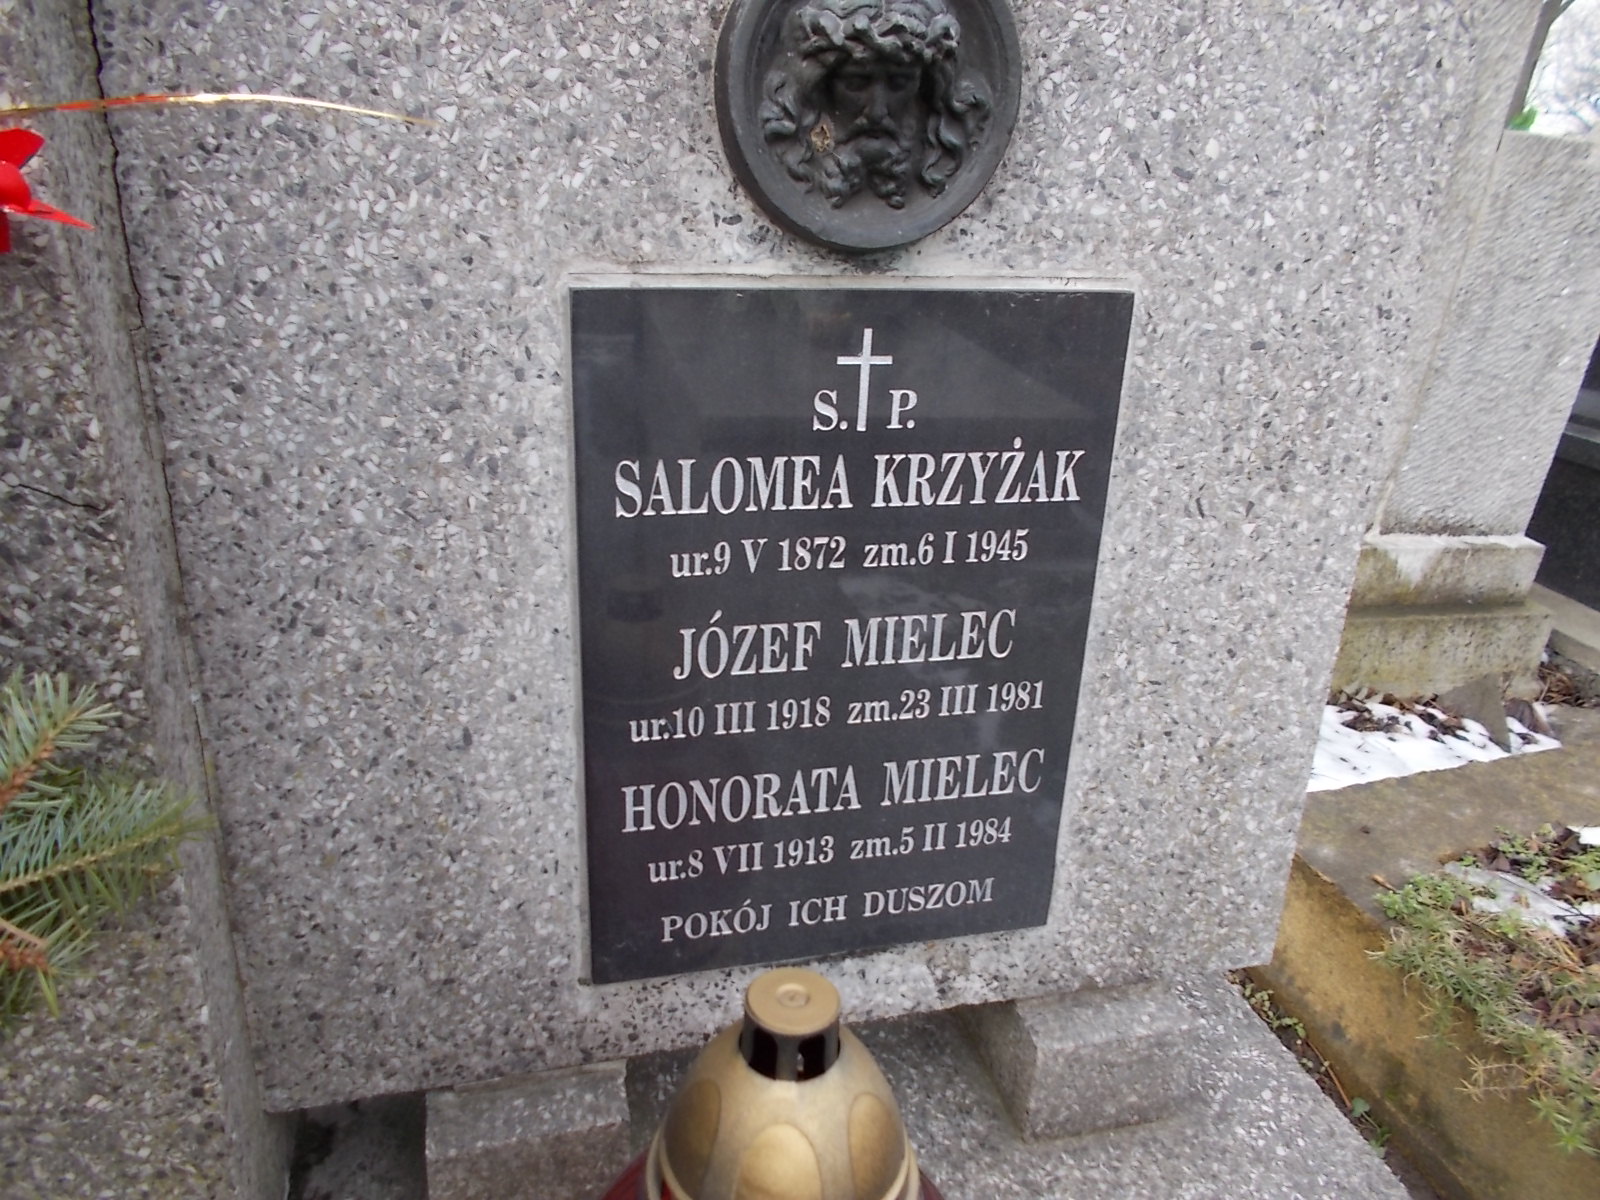 S. P.
SALOMEA KRZYŻAK
ur.9 V 1872 zm.6 I 1945
JÓZEF MIELEC
ur.10 III 1918 zm.23 III 1981
HONORATA MIELEC
ur.8 VII 1913 zm.5 II 1984
POKÓJ ICH DUSZOM